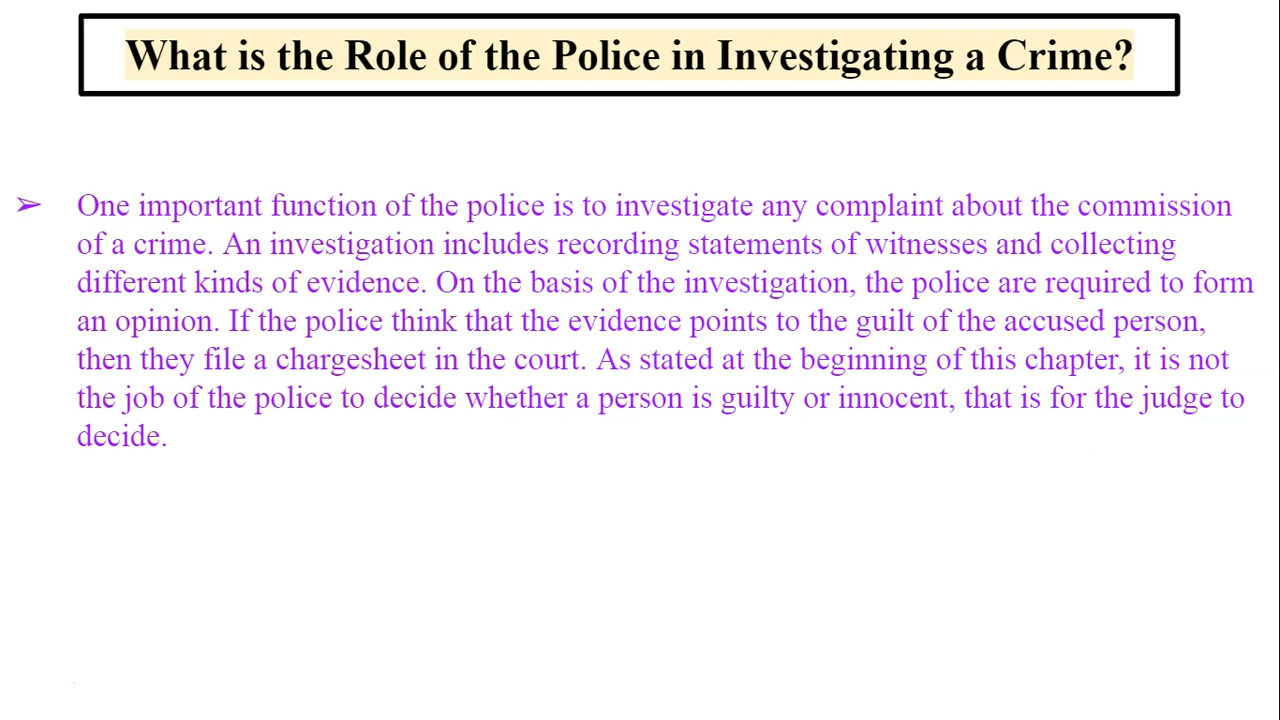 What is the Role of the Police in Investigating a Crime?
➢ One important function of the police is to investigate any complaint about the commission
of a crime. An investigation includes recording statements of witnesses and collecting
different kinds of evidence. On the basis of the investigation, the police are required to form
an opinion. If the police think that the evidence points to the guilt of the accused person,
then they file a chargesheet in the court. As stated at the beginning of this chapter, it is not
the job of the police to decide whether a person is guilty or innocent, that is for the judge to
decide.